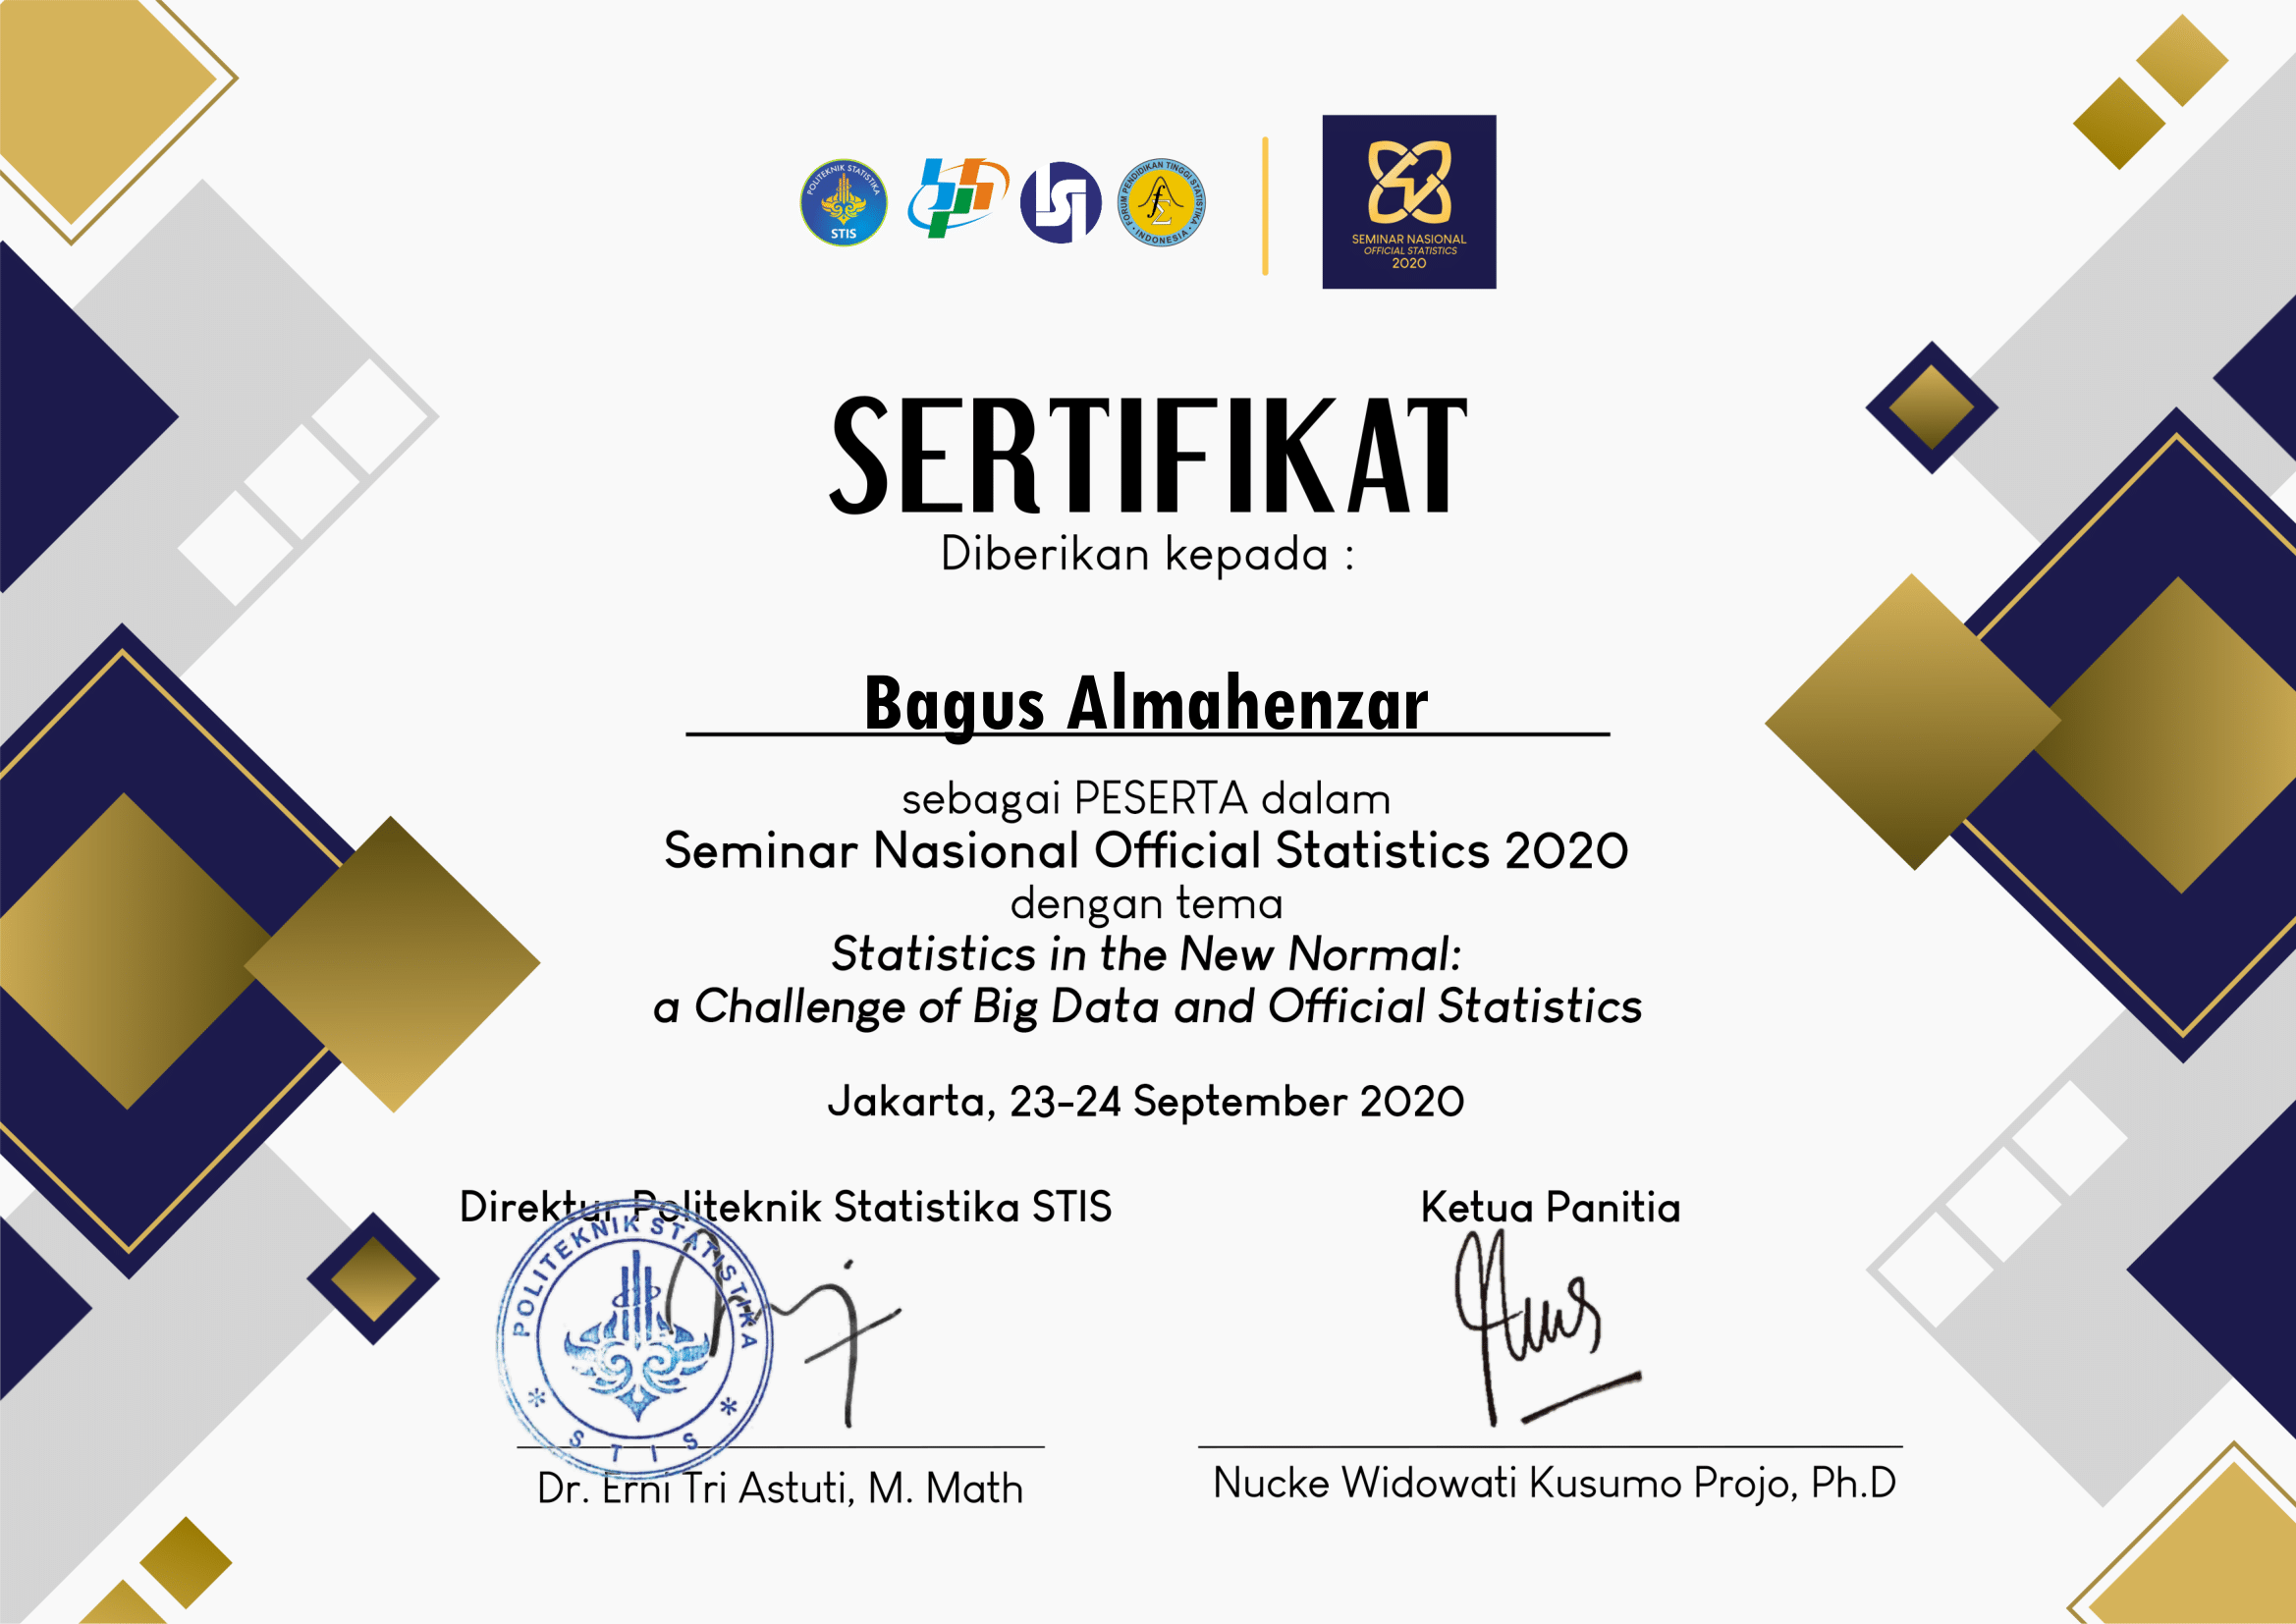 POLITEKNIK STATISTIKA
STIS
FORUM PENDIDIKAN TINGGI STATISTIKA
INDONESIA
SEMINAR NASIONAL
OFFICIAL STATISTICS
2020
SERTIFIKAT
Diberikan kepada :
Bagus Almahenzar
sebagai PESERTA dalam
Seminar Nasional Official Statistics 2020
dengan tema
Statistics in the New Normal:
a Challenge of Big Data and Official Statistics
Jakarta, 23-24 September 2020
Direktur Politeknik Statistika STIS
Ketua Panitia
POLITEKNIK STATISTIKA
STIS
Dr. Erni Tri Astuti, M. Math
Nucke Widowati Kusumo Projo, Ph.D